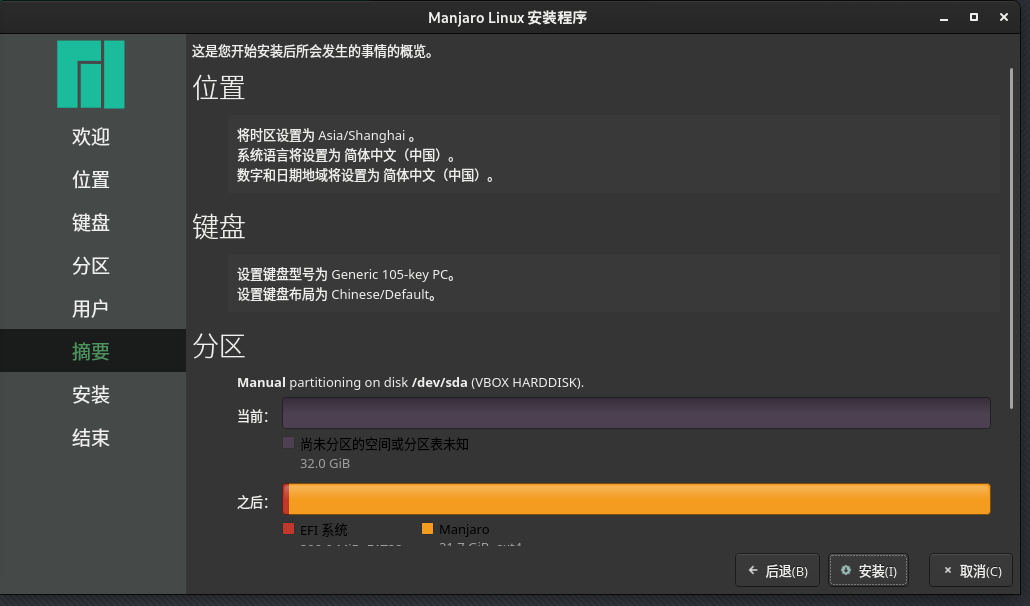 Manjaro Linux 安装程序
欢迎
位置
键盘
分区
用户
摘要
安装
结束
这是您开始安装后所会发生的事情的概览。
位置
将时区设置为 Asia/Shanghai 。
系统语言将设置为 简体中文（中国）。
数字和日期地域将设置为 简体中文（中国）。
键盘
设置键盘型号为 Generic 105-key PC。
设置键盘布局为 Chinese/Default。
分区
Manual partitioning on disk /dev/sda (VBOX HARDDISK).
当前：
尚未分区的空间或分区表未知
32.0 GiB
之后：
EFI 系统 Manjaro
31.7 GiB ext4
后退(B) 安装(I) 取消(C)